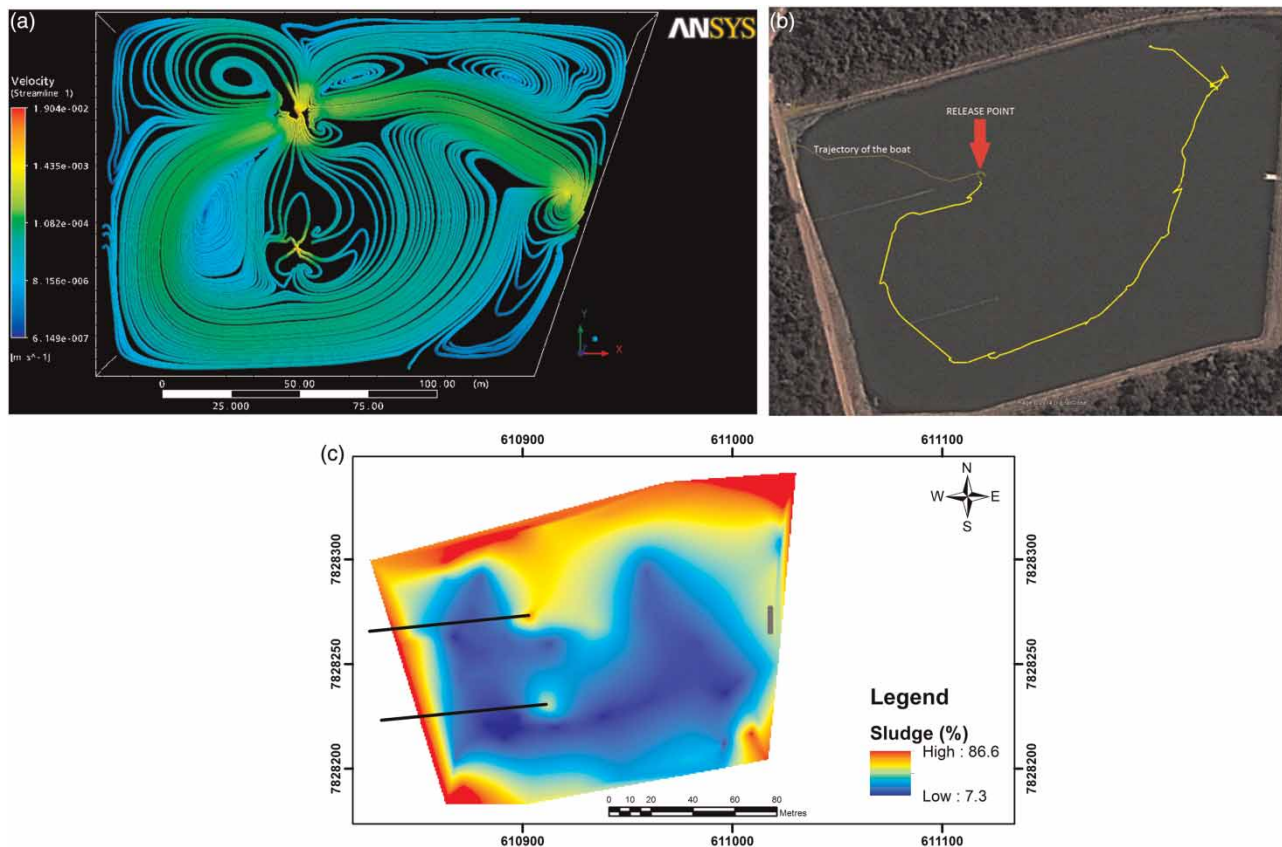 (a)
ANSYS
Velocity
(Streamline 1)
1.904e-002
1.435e-003
1.082e-004
8.156e-006
6.149e-007
[m s^-1]
Y
X
0
50.00
100.00
(m)
25.000
75.00
(b)
RELEASE POINT
Trajectory of the boat
(c)
610900
611000
611100
N
W
E
S
7828300
7828300
7828250
7828250
7828200
7828200
Legend
Sludge (%)
High : 86.6
Low : 7.3
0 10 20 40 60 80
Metres
610900
611000
611100